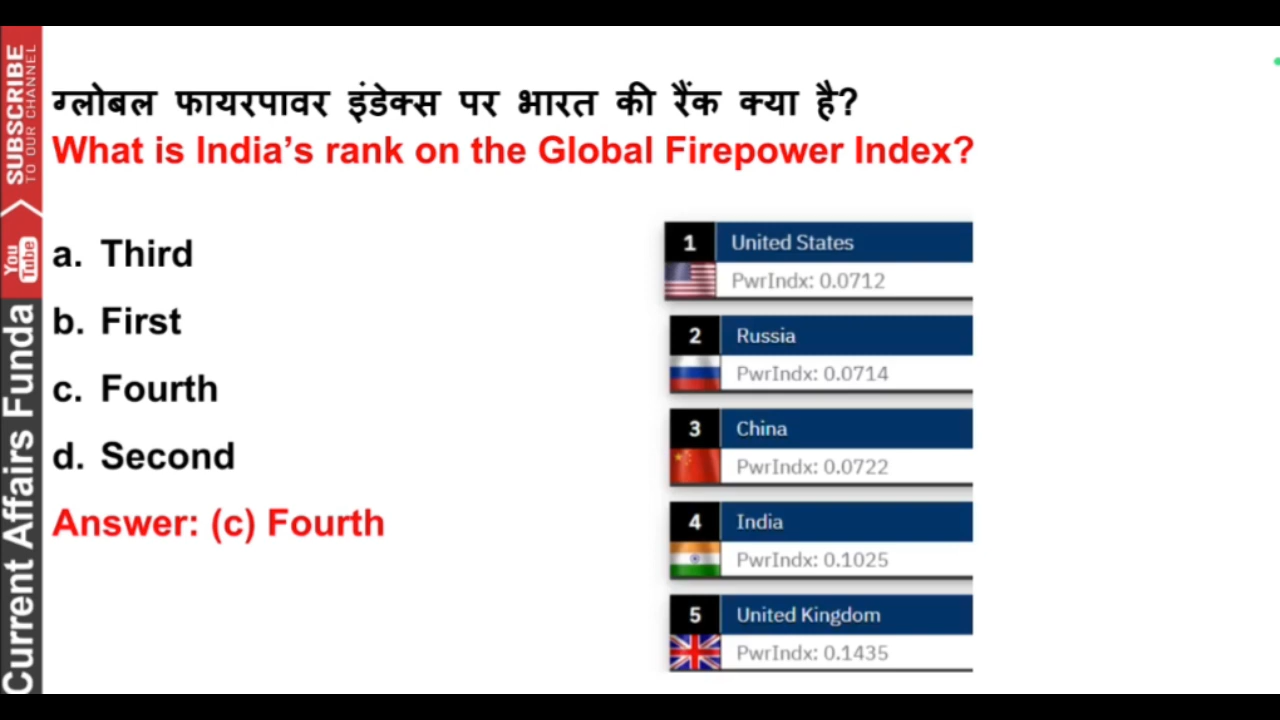 ग्लोबल फायरपावर इंडेक्स पर भारत की रैंक क्या है?
What is India’s rank on the Global Firepower Index?
a. Third
b. First
c. Fourth
d. Second
Answer: (c) Fourth
1 United States
PwrIndx: 0.0712
2 Russia
PwrIndx: 0.0714
3 China
PwrIndx: 0.0722
4 India
PwrIndx: 0.1025
5 United Kingdom
PwrIndx: 0.1435
SUBSCRIBE
TO OUR CHANNEL
You
Tube
Current Affairs Funda